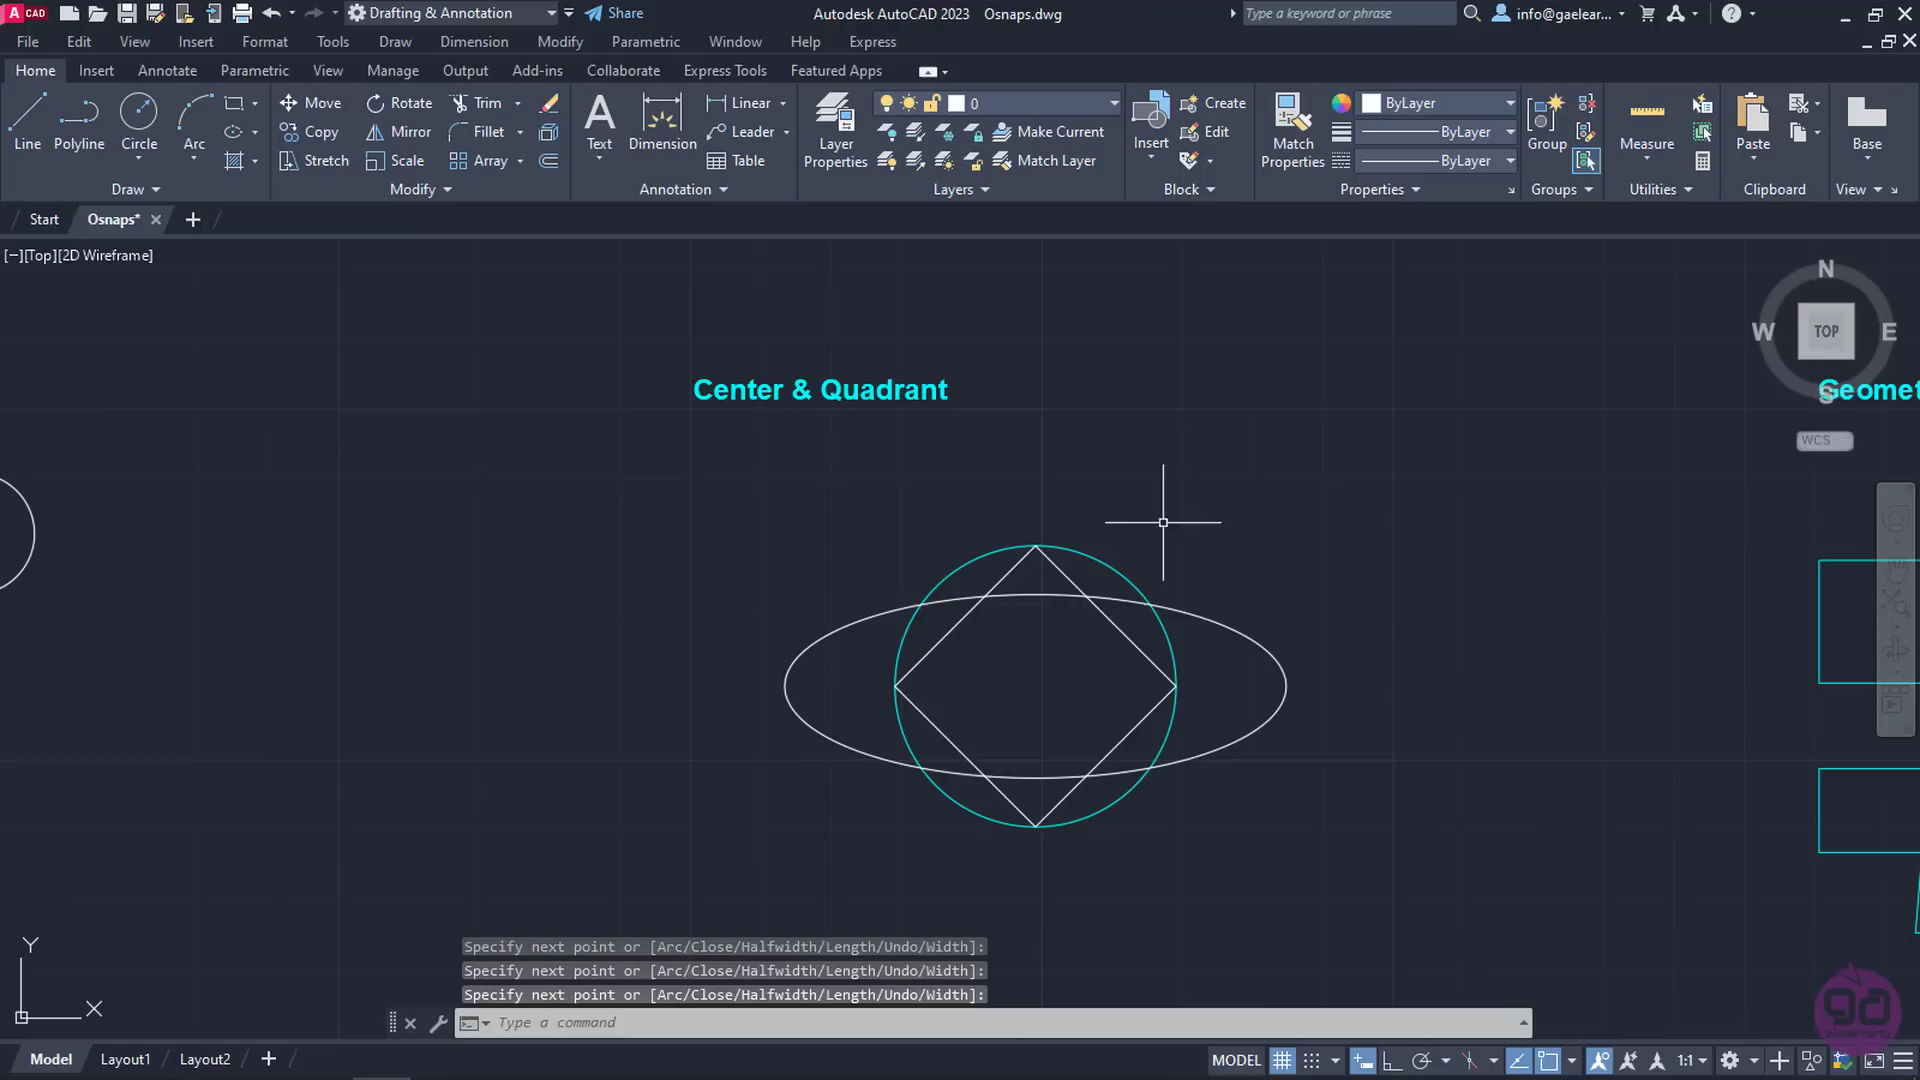 CAD
Drafting & Annotation
Share
Autodesk AutoCAD 2023 Osnaps.dwg
Type a keyword or phrase
info@gaelear...
File Edit View Insert Format Tools Draw Dimension Modify Parametric Window Help Express
Home Insert Annotate Parametric View Manage Output Add-ins Collaborate Express Tools Featured Apps
Line Polyline Circle Arc
Move Rotate Trim
Copy Mirror Fillet
Stretch Scale Array
Text Dimension
Linear
Leader
Table
Layer Properties
0
Make Current
Match Layer
Insert
Create
Edit
Match Properties
ByLayer
ByLayer
ByLayer
Group
Measure
Paste
Base
Draw Modify Annotation Layers Block Properties Groups Utilities Clipboard View
Start Osnaps*
[−][Top][2D Wireframe]
N
W TOP E
S
WCS
Center & Quadrant
Geomet
Y
X
Specify next point or [Arc/Close/Halfwidth/Length/Undo/Width]:
Specify next point or [Arc/Close/Halfwidth/Length/Undo/Width]:
Specify next point or [Arc/Close/Halfwidth/Length/Undo/Width]:
Type a command
ga
elearning
Model Layout1 Layout2
MODEL
1:1